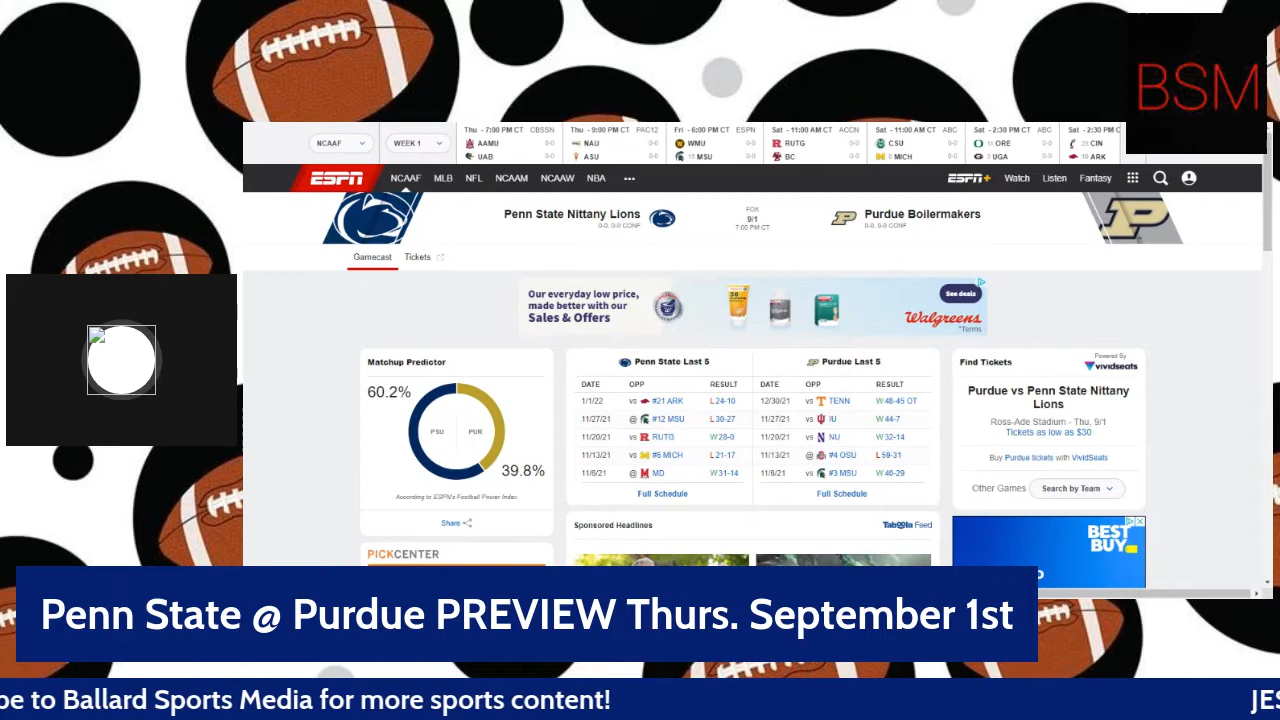 BSM
NCAAF
WEEK 1
Thu - 7:00 PM CT CBSSN
AAMU 0-0
UAB 0-0
Thu - 9:00 PM CT PAC12
NAU 0-0
ASU 0-0
Fri - 6:00 PM CT ESPN
WMU 0-0
15 MSU 0-0
Sat - 11:00 AM CT ACCN
RUTG 0-0
BC 0-0
Sat - 11:00 AM CT ABC
CSU 0-0
8 MICH 0-0
Sat - 2:30 PM CT ABC
11 ORE 0-0
3 UGA 0-0
Sat - 2:30 PM C
23 CIN
19 ARK
ESPN NCAAF MLB NFL NCAAM NCAAW NBA ••• ESPN+ Watch Listen Fantasy
Penn State Nittany Lions
0-0, 0-0 CONF
FOX
9/1
7:00 PM CT
Purdue Boilermakers
0-0, 0-0 CONF
Gamecast Tickets
Our everyday low price,
made better with our
Sales & Offers
See deals
Walgreens
*Terms
Matchup Predictor
60.2%
PSU PUR
39.8%
According to ESPN's Football Power Index
Share
PICKCENTER
Penn State Last 5
DATE OPP RESULT
1/1/22 vs #21 ARK L 24-10
11/27/21 @ #12 MSU L 30-27
11/20/21 vs RUTG W 28-0
11/13/21 vs #6 MICH L 21-17
11/6/21 @ MD W 31-14
Full Schedule
Purdue Last 5
DATE OPP RESULT
12/30/21 vs TENN W 48-45 OT
11/27/21 vs IU W 44-7
11/20/21 vs NU W 32-14
11/13/21 @ #4 OSU L 59-31
11/6/21 vs #3 MSU W 40-29
Full Schedule
Sponsored Headlines
Taboola Feed
Find Tickets
Powered By
vividseats
Purdue vs Penn State Nittany
Lions
Ross-Ade Stadium - Thu, 9/1
Tickets as low as $30
Buy Purdue tickets with VividSeats
Other Games Search by Team
BEST
BUY
Penn State @ Purdue PREVIEW Thurs. September 1st
be to Ballard Sports Media for more sports content!
JES